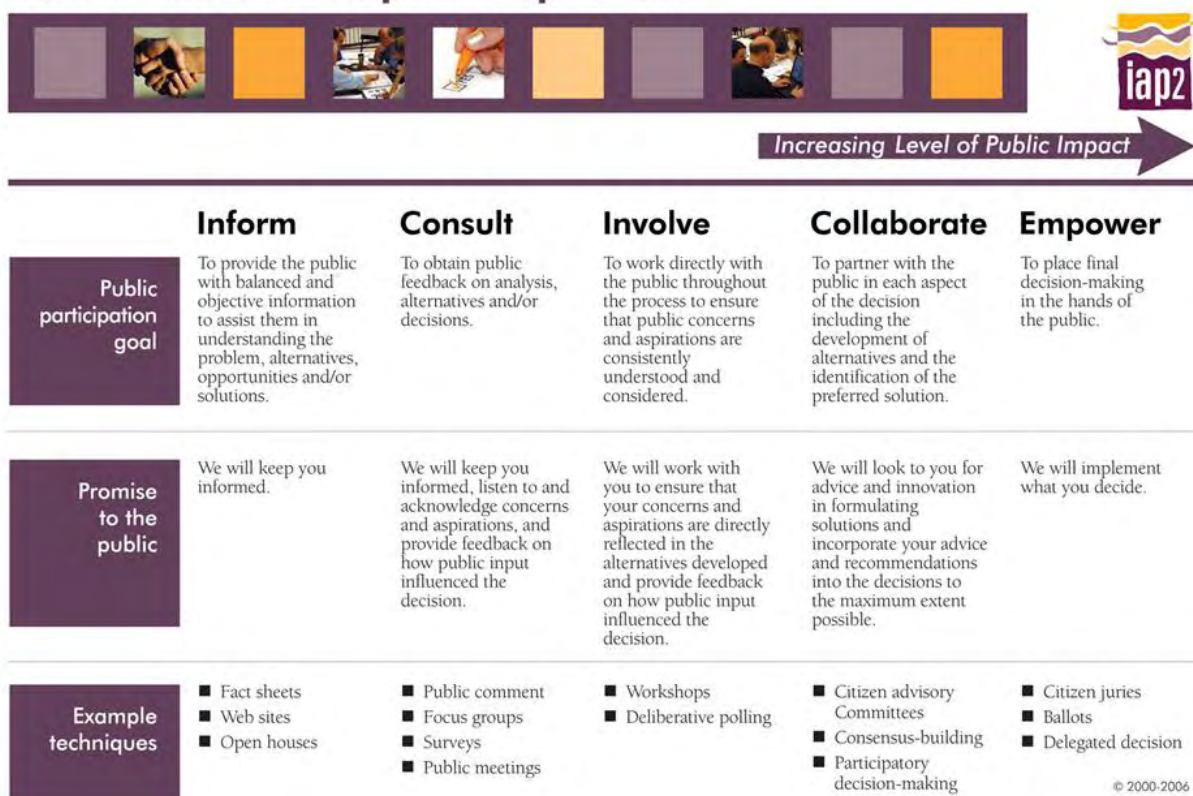 iap2
Increasing Level of Public Impact
Inform
Consult
Involve
Collaborate
Empower
Public
participation
goal
To provide the public
with balanced and
objective information
to assist them in
understanding the
problem, alternatives,
opportunities and/or
solutions.
To obtain public
feedback on analysis,
alternatives and/or
decisions.
To work directly with
the public throughout
the process to ensure
that public concerns
and aspirations are
consistently
understood and
considered.
To partner with the
public in each aspect
of the decision
including the
development of
alternatives and the
identification of the
preferred solution.
To place final
decision-making
in the hands of
the public.
Promise
to the
public
We will keep you
informed.
We will keep you
informed, listen to and
acknowledge concerns
and aspirations, and
provide feedback on
how public input
influenced the
decision.
We will work with
you to ensure that
your concerns and
aspirations are directly
reflected in the
alternatives developed
and provide feedback
on how public input
influenced the
decision.
We will look to you for
advice and innovation
in formulating
solutions and
incorporate your advice
and recommendations
into the decisions to
the maximum extent
possible.
We will implement
what you decide.
Example
techniques
■ Fact sheets
■ Web sites
■ Open houses
■ Public comment
■ Focus groups
■ Surveys
■ Public meetings
■ Workshops
■ Deliberative polling
■ Citizen advisory
Committees
■ Consensus-building
■ Participatory
decision-making
■ Citizen juries
■ Ballots
■ Delegated decision
© 2000-2006